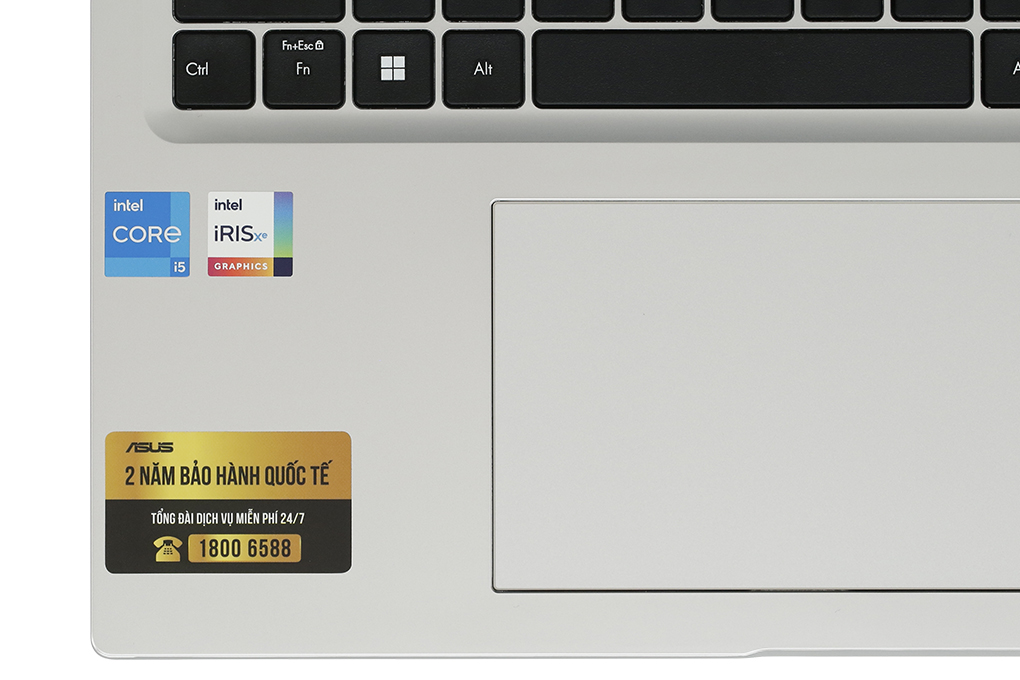 Fn+Esc
Ctrl
Fn
Alt
intel
CORE
i5
intel
iRISxe
GRAPHICS
ASUS
2 NĂM BẢO HÀNH QUỐC TẾ
TỔNG ĐÀI DỊCH VỤ MIỄN PHÍ 24/7
1800 6588